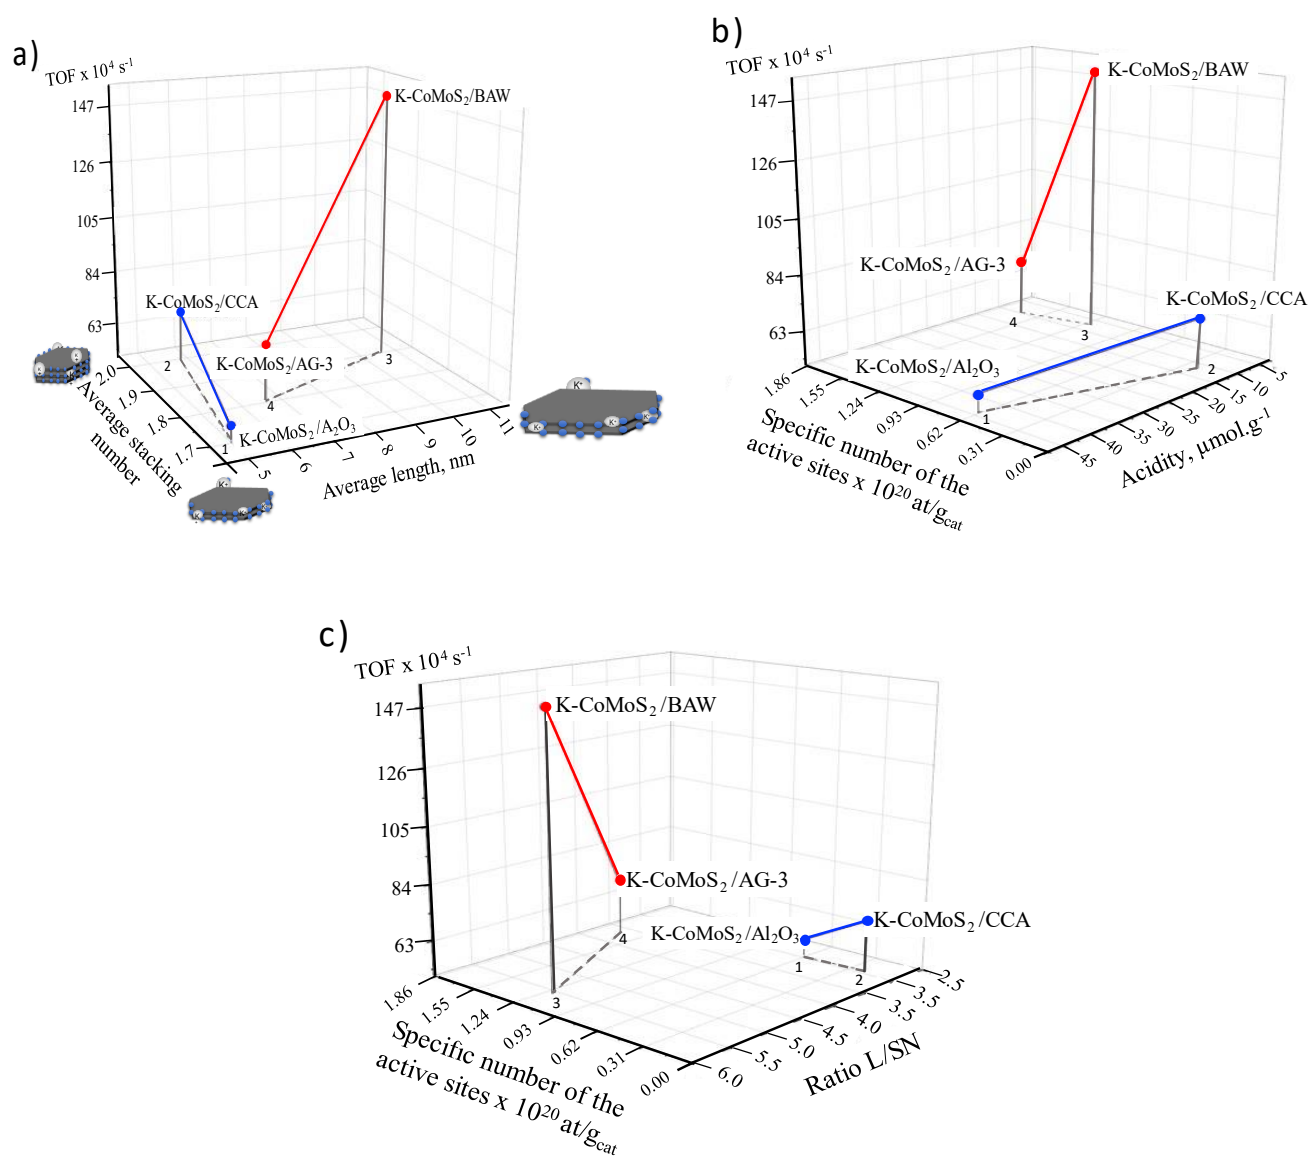 a)
TOF x 10⁴ s⁻¹
147
126
105
84
63
K-CoMoS₂/BAW
K-CoMoS₂/CCA
K-CoMoS₂/AG-3
K-CoMoS₂/A₂O₃
1
2
3
4
2.0
1.9
1.8
1.7
Average stacking
number
5
6
7
8
9
10
11
Average length, nm
K⁺
K⁺
K⁺
K⁺
K⁺
b)
TOF x 10⁴ s⁻¹
147
126
105
84
63
K-CoMoS₂/BAW
K-CoMoS₂/AG-3
K-CoMoS₂/CCA
K-CoMoS₂/Al₂O₃
4
3
2
1
1.86
1.55
1.24
0.93
0.62
0.31
0.00
Specific number of the
active sites x 10²⁰ at/g_cat
45
40
35
30
25
20
15
10
5
Acidity, μmol.g⁻¹
c)
TOF x 10⁴ s⁻¹
147
126
105
84
63
K-CoMoS₂/BAW
K-CoMoS₂/AG-3
K-CoMoS₂/Al₂O₃
K-CoMoS₂/CCA
4
1
2
3
1.86
1.55
1.24
0.93
0.62
0.31
0.00
Specific number of the
active sites x 10²⁰ at/g_cat
6.0
5.5
5.0
4.5
4.0
3.5
3.5
2.5
Ratio L/SN